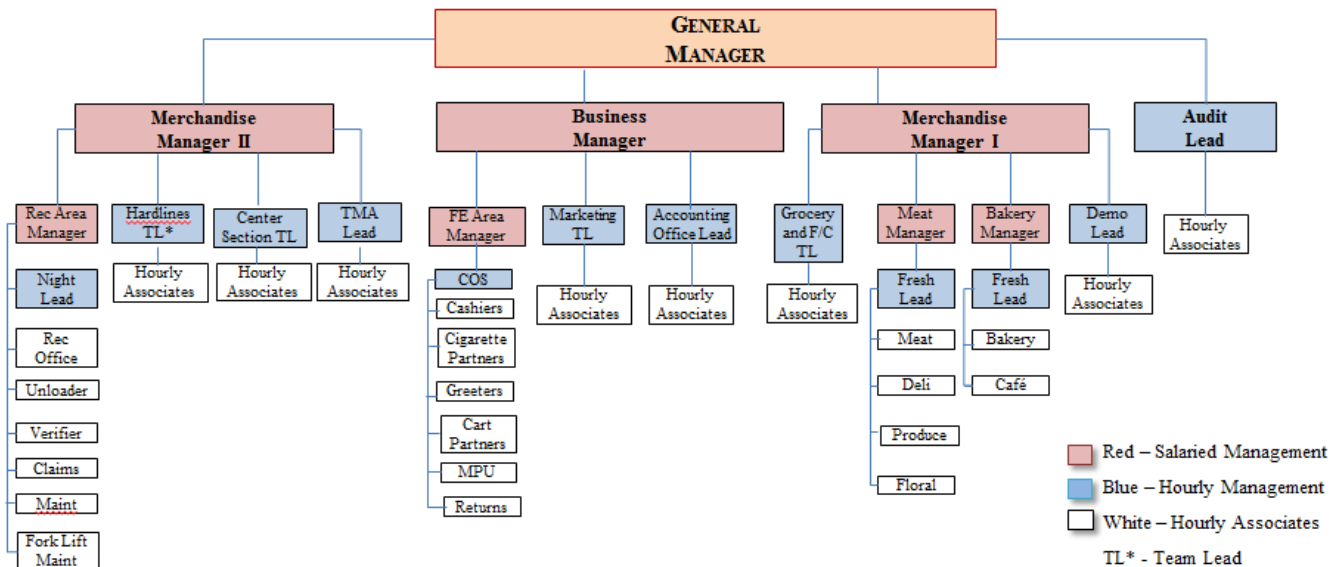 GENERAL
MANAGER
Merchandise
Manager II
Business
Manager
Merchandise
Manager I
Audit
Lead
Rec Area
Manager
Hardlines
TL*
Center
Section TL
TMA
Lead
FE Area
Manager
Marketing
TL
Accounting
Office Lead
Grocery
and F/C
TL
Meat
Manager
Bakery
Manager
Demo
Lead
Hourly
Associates
Night
Lead
Hourly
Associates
Hourly
Associates
Hourly
Associates
COS
Hourly
Associates
Hourly
Associates
Hourly
Associates
Fresh
Lead
Fresh
Lead
Hourly
Associates
Rec
Office
Unloader
Verifier
Claims
Maint
Fork Lift
Maint
Cashiers
Cigarette
Partners
Greeters
Cart
Partners
MPU
Returns
Meat
Deli
Produce
Floral
Bakery
Café
Red – Salaried Management
Blue – Hourly Management
White – Hourly Associates
TL* - Team Lead